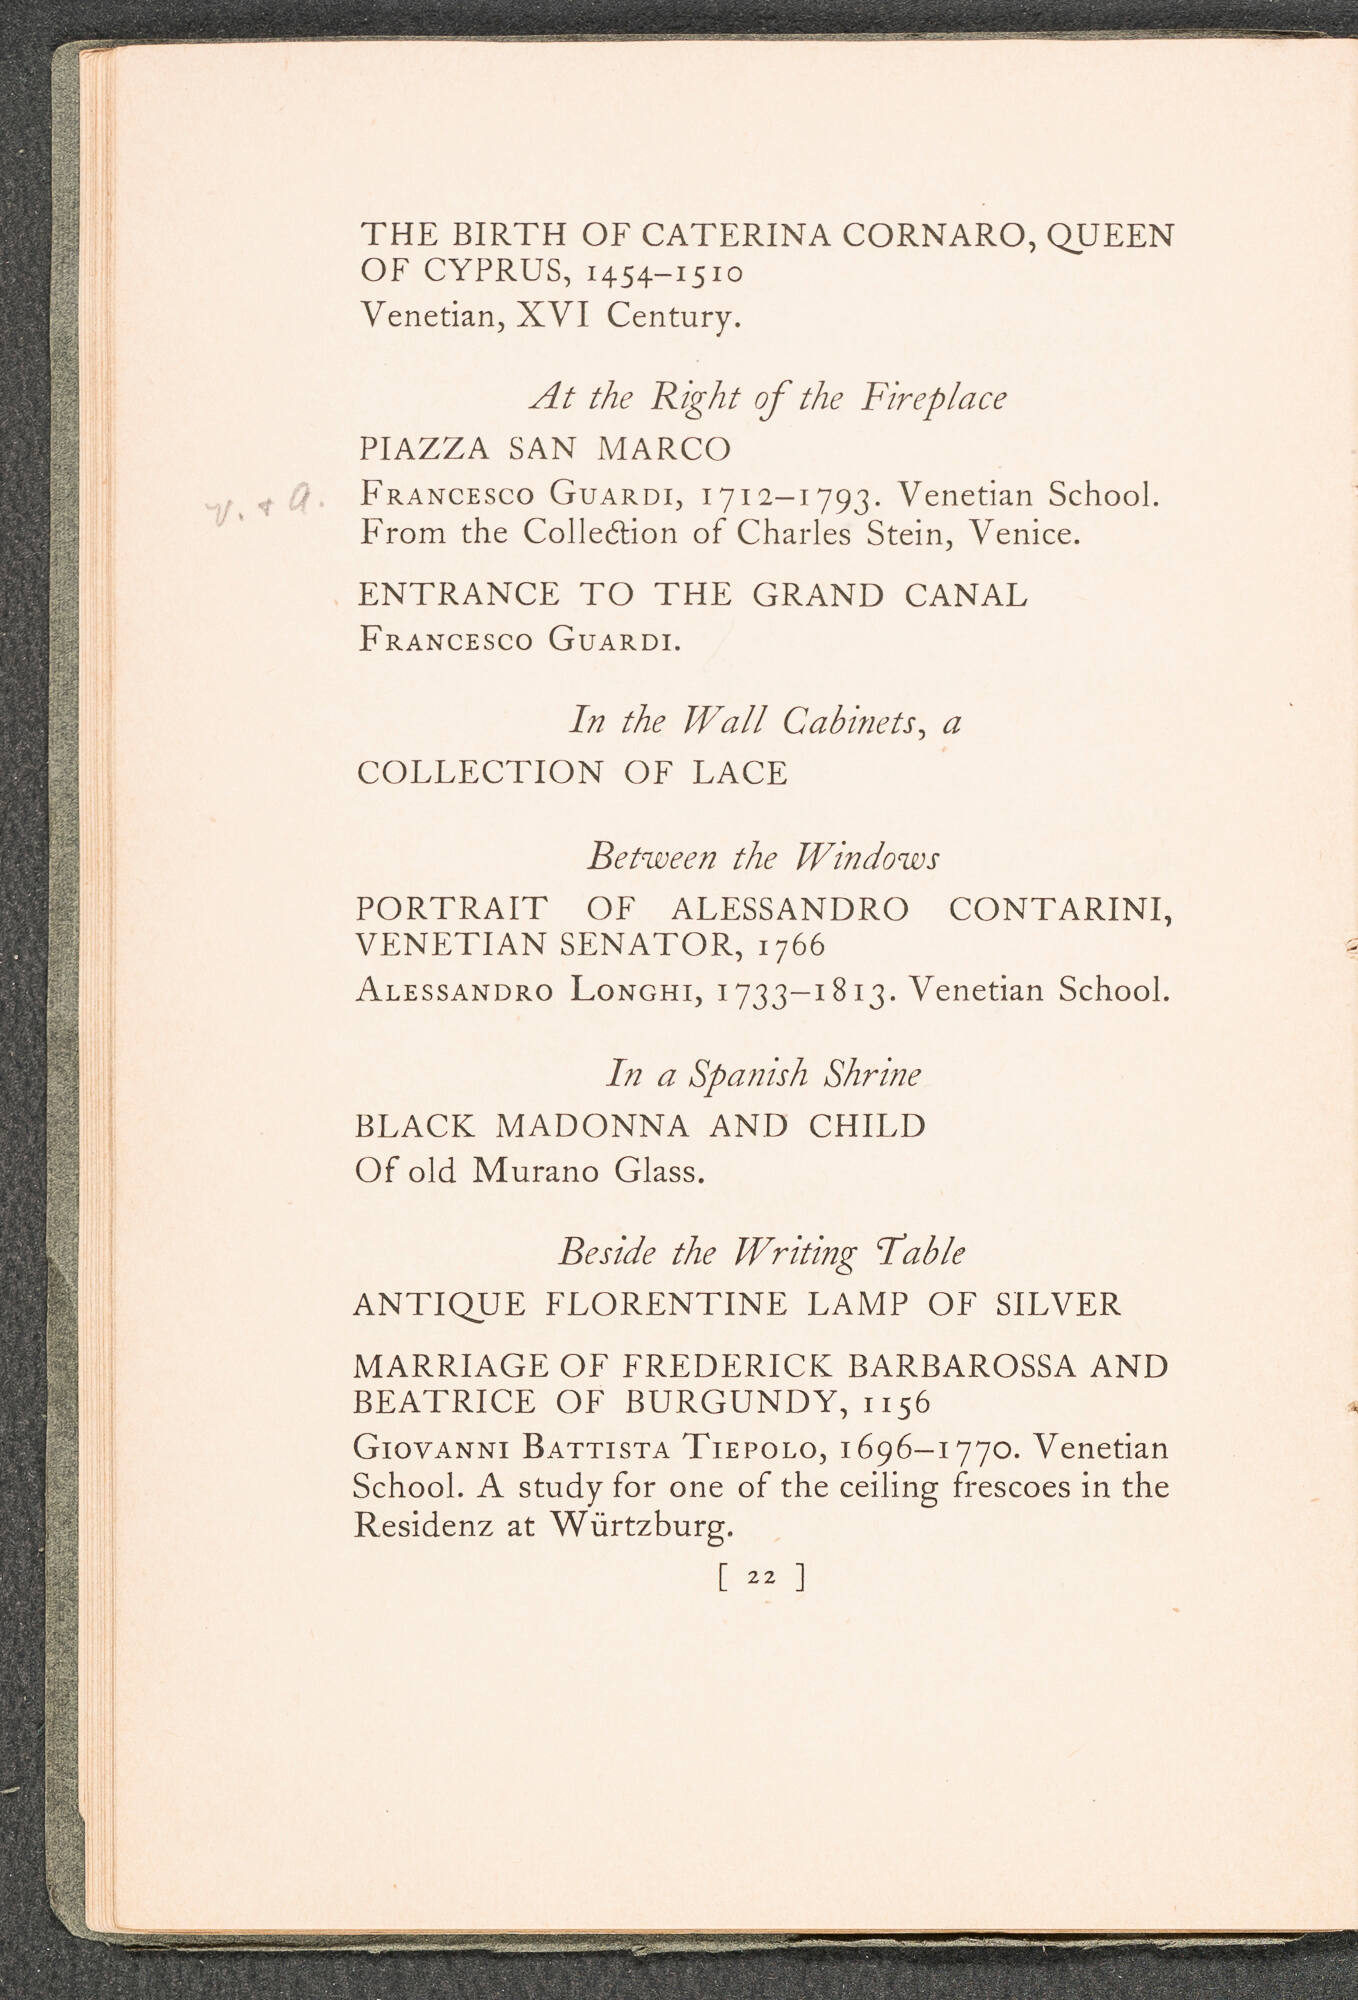 THE BIRTH OF CATERINA CORNARO, QUEEN
OF CYPRUS, 1454–1510
Venetian, XVI Century.
At the Right of the Fireplace
PIAZZA SAN MARCO
v. + a.
FRANCESCO GUARDI, 1712–1793. Venetian School.
From the Collection of Charles Stein, Venice.
ENTRANCE TO THE GRAND CANAL
FRANCESCO GUARDI.
In the Wall Cabinets, a
COLLECTION OF LACE
Between the Windows
PORTRAIT OF ALESSANDRO CONTARINI,
VENETIAN SENATOR, 1766
ALESSANDRO LONGHI, 1733–1813. Venetian School.
In a Spanish Shrine
BLACK MADONNA AND CHILD
Of old Murano Glass.
Beside the Writing Table
ANTIQUE FLORENTINE LAMP OF SILVER
MARRIAGE OF FREDERICK BARBAROSSA AND
BEATRICE OF BURGUNDY, 1156
GIOVANNI BATTISTA TIEPOLO, 1696–1770. Venetian
School. A study for one of the ceiling frescoes in the
Residenz at Würtzburg.
[ 22 ]